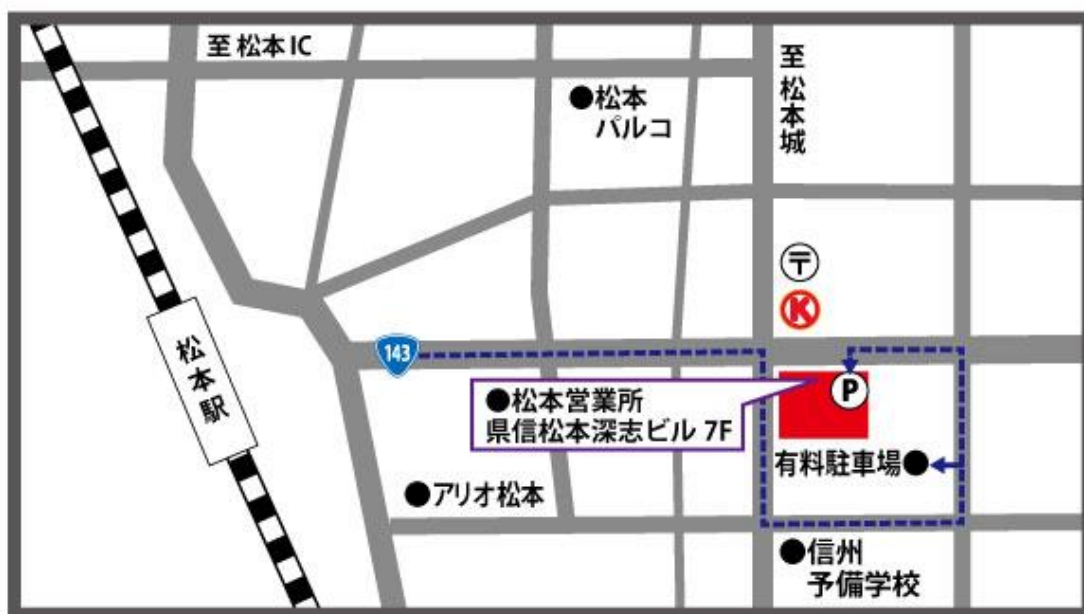 至 松本 IC
至 松本城
●松本
パルコ
〒
K
143
松本駅
P
●松本営業所
県信松本深志ビル 7F
有料駐車場●
●アリオ松本
●信州
予備学校